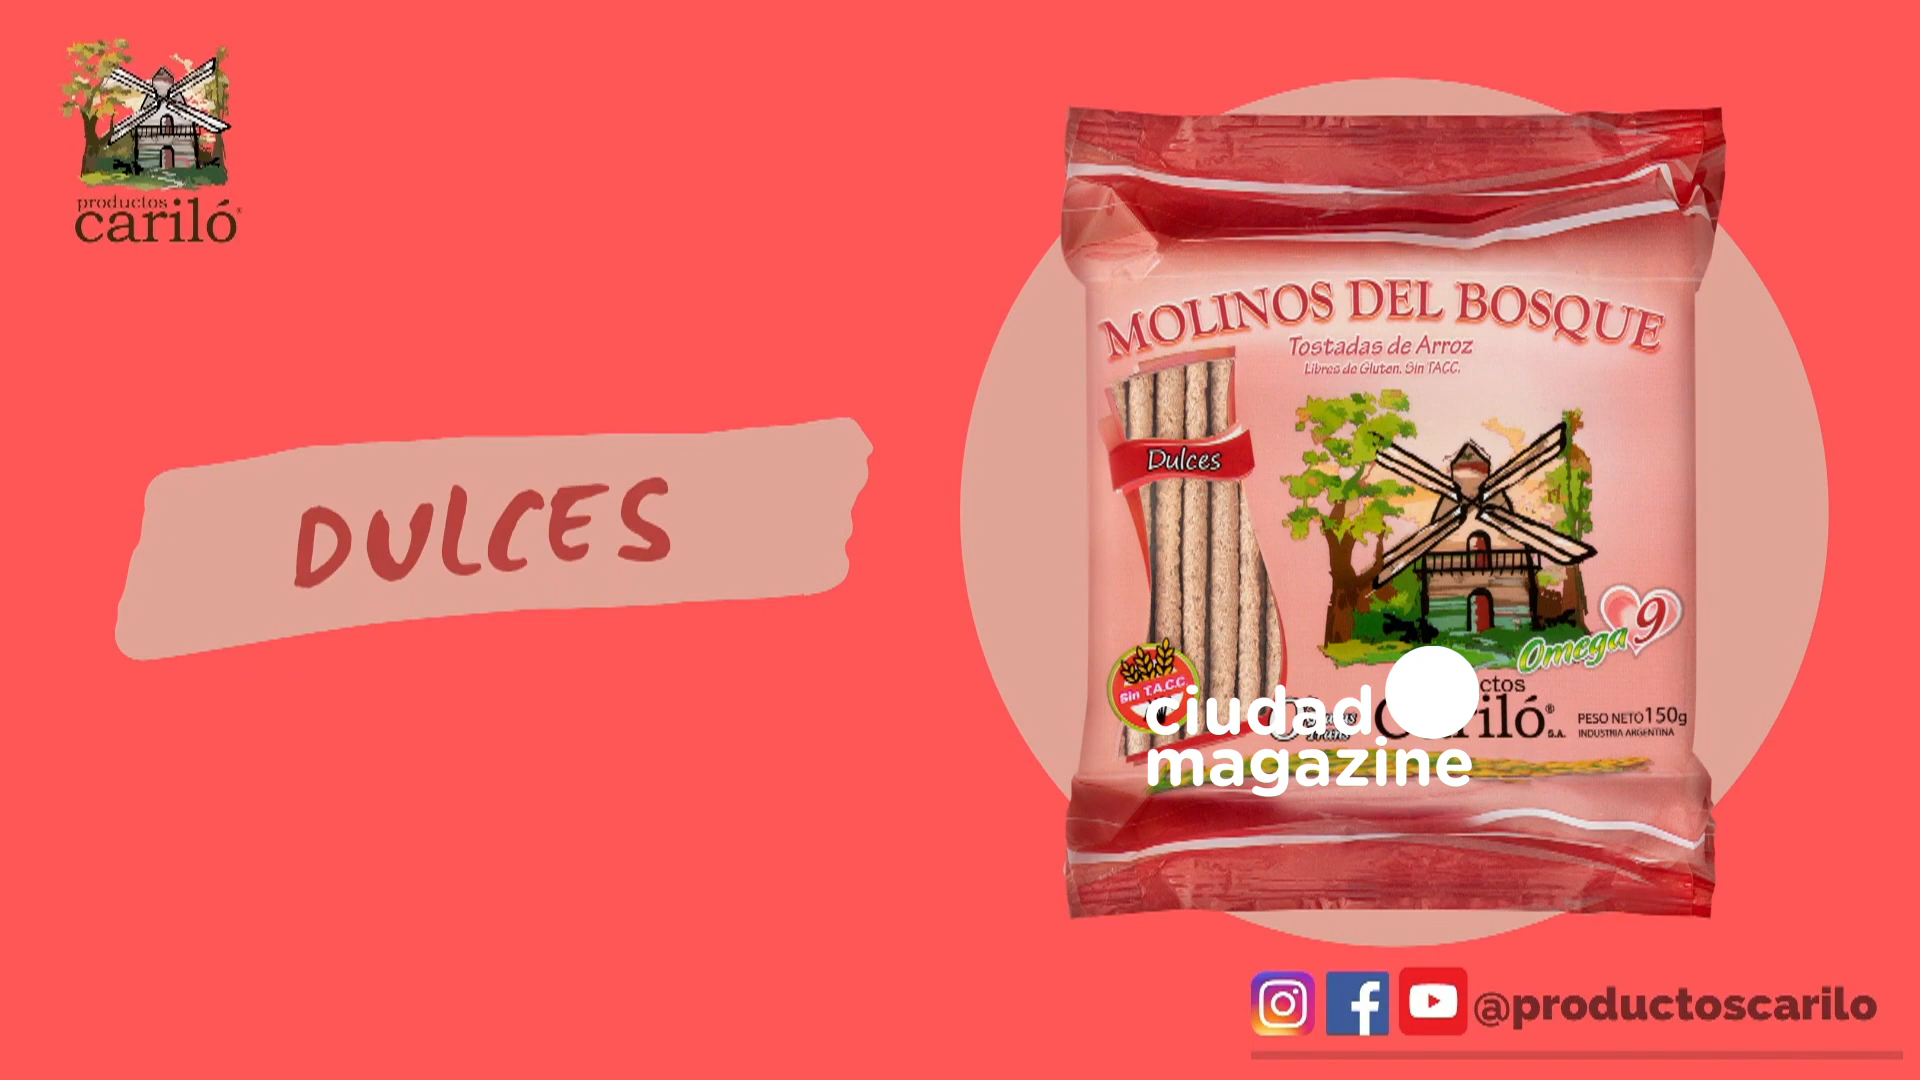 productos
cariló
DULCES
MOLINOS DEL BOSQUE
Tostadas de Arroz
Libres de Gluten. Sin TACC.
Dulces
Omega 9
Sin T.A.C.C.
ciudad
magazine
PESO NETO 150g
S.A.
INDUSTRIA ARGENTINA
@productoscarilo